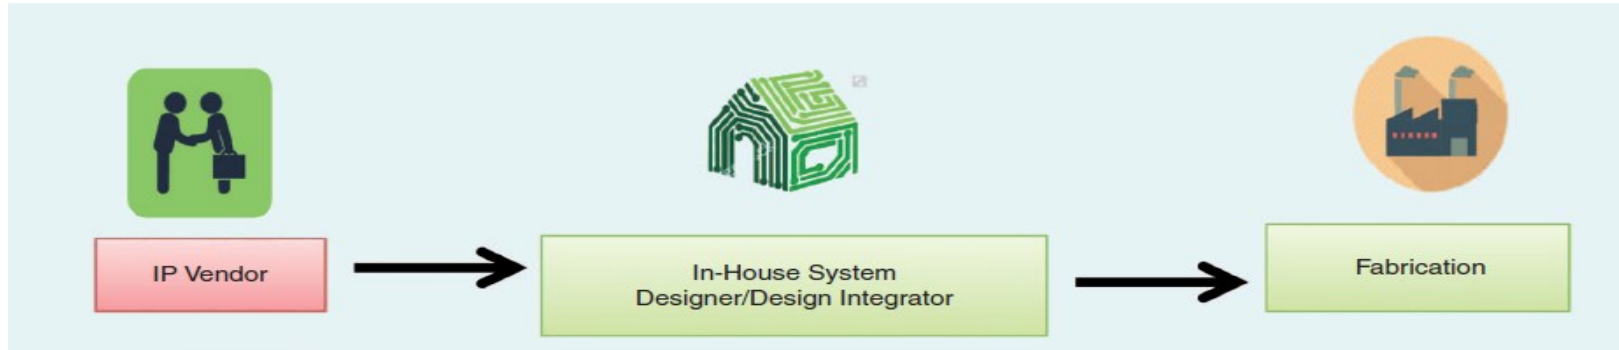 IP Vendor
In-House System
Designer/Design Integrator
Fabrication